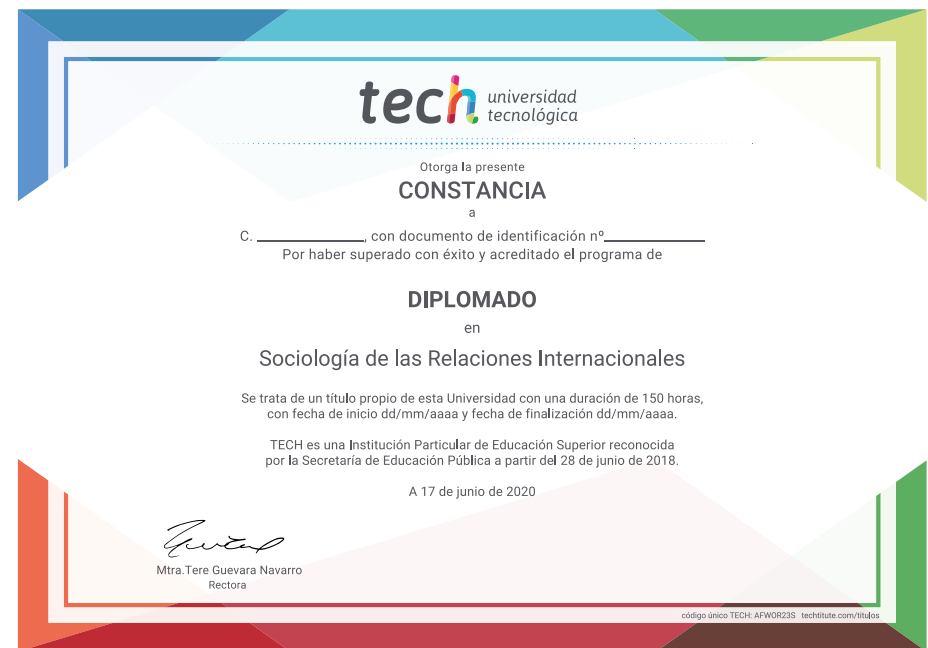 tech universidad
tecnológica
Otorga la presente
CONSTANCIA
a
C. ____________, con documento de identificación nº____________
Por haber superado con éxito y acreditado el programa de
DIPLOMADO
en
Sociología de las Relaciones Internacionales
Se trata de un título propio de esta Universidad con una duración de 150 horas,
con fecha de inicio dd/mm/aaaa y fecha de finalización dd/mm/aaaa.
TECH es una Institución Particular de Educación Superior reconocida
por la Secretaría de Educación Pública a partir del 28 de junio de 2018.
A 17 de junio de 2020
Mtra.Tere Guevara Navarro
Rectora
código único TECH: AFWOR23S techtitute.com/titulos